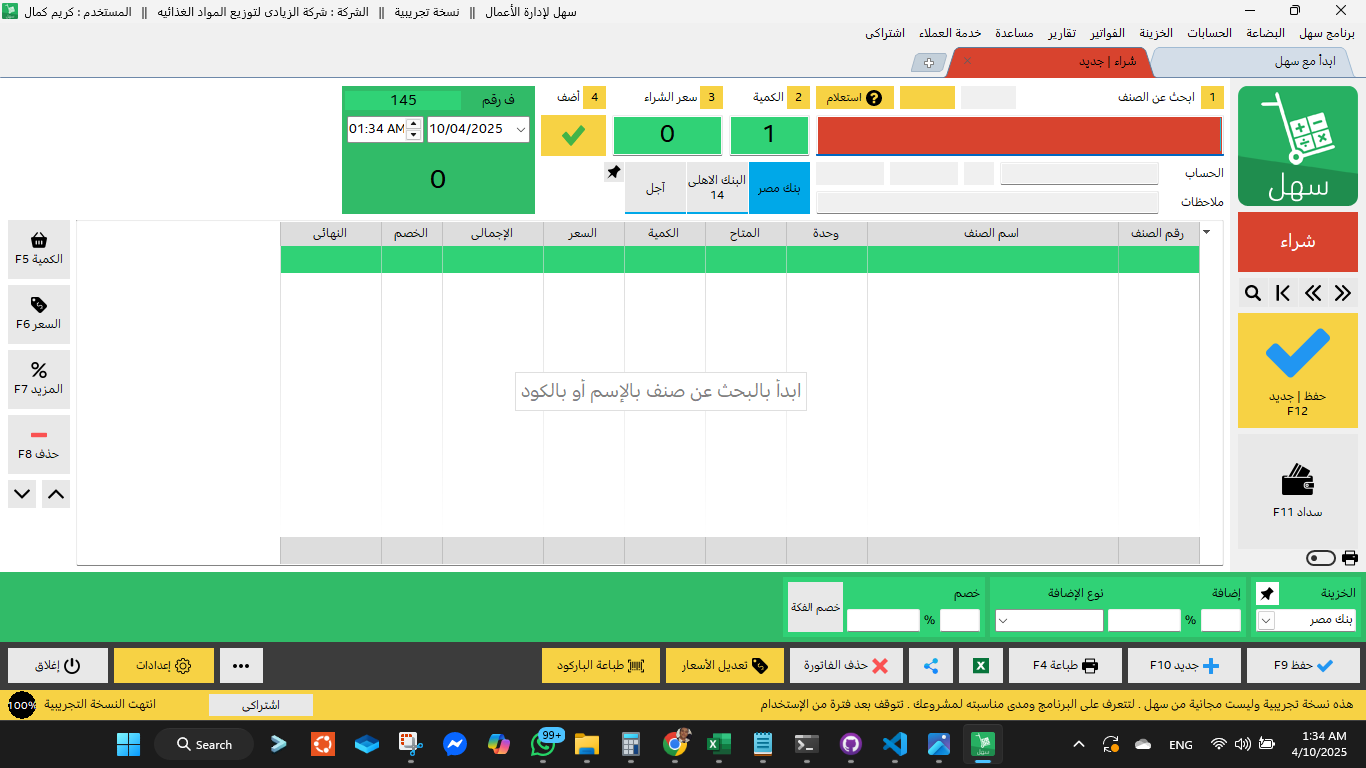 سهل لإدارة الأعمال || نسخة تجريبية || الشركة : شركة الزيادى لتوزيع المواد الغذائيه || المستخدم : كريم كمال
برنامج سهل البضاعة الحسابات الخزينة الفواتير تقارير مساعدة خدمة العملاء اشتراكى
ابدأ مع سهل
شراء | جديد
سهل
شراء
حفظ | جديد
F12
سداد F11
1 ابحث عن الصنف
استعلام ?
2 الكمية
1
3 سعر الشراء
0
4 أضف
ف رقم 145
10/04/2025 01:34 AM
0
الحساب
ملاحظات
بنك مصر
البنك الاهلى
14
آجل
رقم الصنف اسم الصنف وحدة المتاح الكمية السعر الإجمالى الخصم النهائى
ابدأ بالبحث عن صنف بالإسم أو بالكود
الكمية F5
السعر F6
%
المزيد F7
حذف F8
الخزينة
بنك مصر
إضافة نوع الإضافة
%
خصم
%
خصم الفكة
حفظ F9
جديد F10
طباعة F4
حذف الفاتورة
تعديل الأسعار
طباعة الباركود
إعدادات
إغلاق
هذه نسخة تجريبية وليست مجانية من سهل . لتتعرف على البرنامج ومدى مناسبته لمشروعك . تتوقف بعد فترة من الإستخدام
اشتراكى
انتهت النسخة التجريبية
100%
Search
99+
سهل
ENG
1:34 AM
4/10/2025